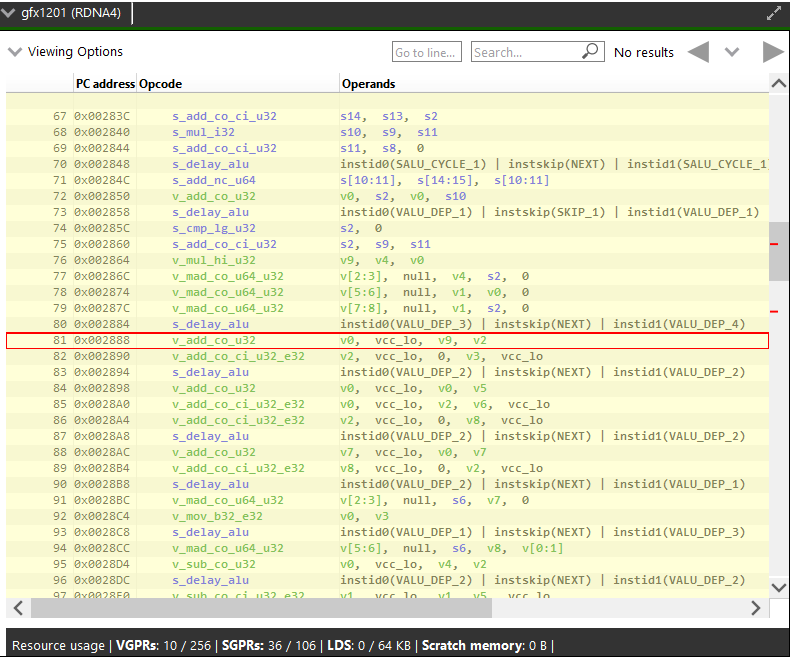 gfx1201 (RDNA4)
Viewing Options Go to line... Search... No results
PC address Opcode Operands
67 0x00283C s_add_co_ci_u32 s14, s13, s2
68 0x002840 s_mul_i32 s10, s9, s11
69 0x002844 s_add_co_ci_u32 s11, s8, 0
70 0x002848 s_delay_alu instid0(SALU_CYCLE_1) | instskip(NEXT) | instid1(SALU_CYCLE_1)
71 0x00284C s_add_nc_u64 s[10:11], s[14:15], s[10:11]
72 0x002850 v_add_co_u32 v0, s2, v0, s10
73 0x002858 s_delay_alu instid0(VALU_DEP_1) | instskip(SKIP_1) | instid1(VALU_DEP_1)
74 0x00285C s_cmp_lg_u32 s2, 0
75 0x002860 s_add_co_ci_u32 s2, s9, s11
76 0x002864 v_mul_hi_u32 v9, v4, v0
77 0x00286C v_mad_co_u64_u32 v[2:3], null, v4, s2, 0
78 0x002874 v_mad_co_u64_u32 v[5:6], null, v1, v0, 0
79 0x00287C v_mad_co_u64_u32 v[7:8], null, v1, s2, 0
80 0x002884 s_delay_alu instid0(VALU_DEP_3) | instskip(NEXT) | instid1(VALU_DEP_4)
81 0x002888 v_add_co_u32 v0, vcc_lo, v9, v2
82 0x002890 v_add_co_ci_u32_e32 v2, vcc_lo, 0, v3, vcc_lo
83 0x002894 s_delay_alu instid0(VALU_DEP_2) | instskip(NEXT) | instid1(VALU_DEP_2)
84 0x002898 v_add_co_u32 v0, vcc_lo, v0, v5
85 0x0028A0 v_add_co_ci_u32_e32 v0, vcc_lo, v2, v6, vcc_lo
86 0x0028A4 v_add_co_ci_u32_e32 v2, vcc_lo, 0, v8, vcc_lo
87 0x0028A8 s_delay_alu instid0(VALU_DEP_2) | instskip(NEXT) | instid1(VALU_DEP_2)
88 0x0028AC v_add_co_u32 v7, vcc_lo, v0, v7
89 0x0028B4 v_add_co_ci_u32_e32 v8, vcc_lo, 0, v2, vcc_lo
90 0x0028B8 s_delay_alu instid0(VALU_DEP_2) | instskip(NEXT) | instid1(VALU_DEP_1)
91 0x0028BC v_mad_co_u64_u32 v[2:3], null, s6, v7, 0
92 0x0028C4 v_mov_b32_e32 v0, v3
93 0x0028C8 s_delay_alu instid0(VALU_DEP_1) | instskip(NEXT) | instid1(VALU_DEP_3)
94 0x0028CC v_mad_co_u64_u32 v[5:6], null, s6, v8, v[0:1]
95 0x0028D4 v_sub_co_u32 v0, vcc_lo, v4, v2
96 0x0028DC s_delay_alu instid0(VALU_DEP_2) | instskip(NEXT) | instid1(VALU_DEP_2)
97 0x0028E0 v_sub_co_ci_u32_e32 v1, vcc_lo, v1, v5, vcc_lo
Resource usage | VGPRs: 10 / 256 | SGPRs: 36 / 106 | LDS: 0 / 64 KB | Scratch memory: 0 B |